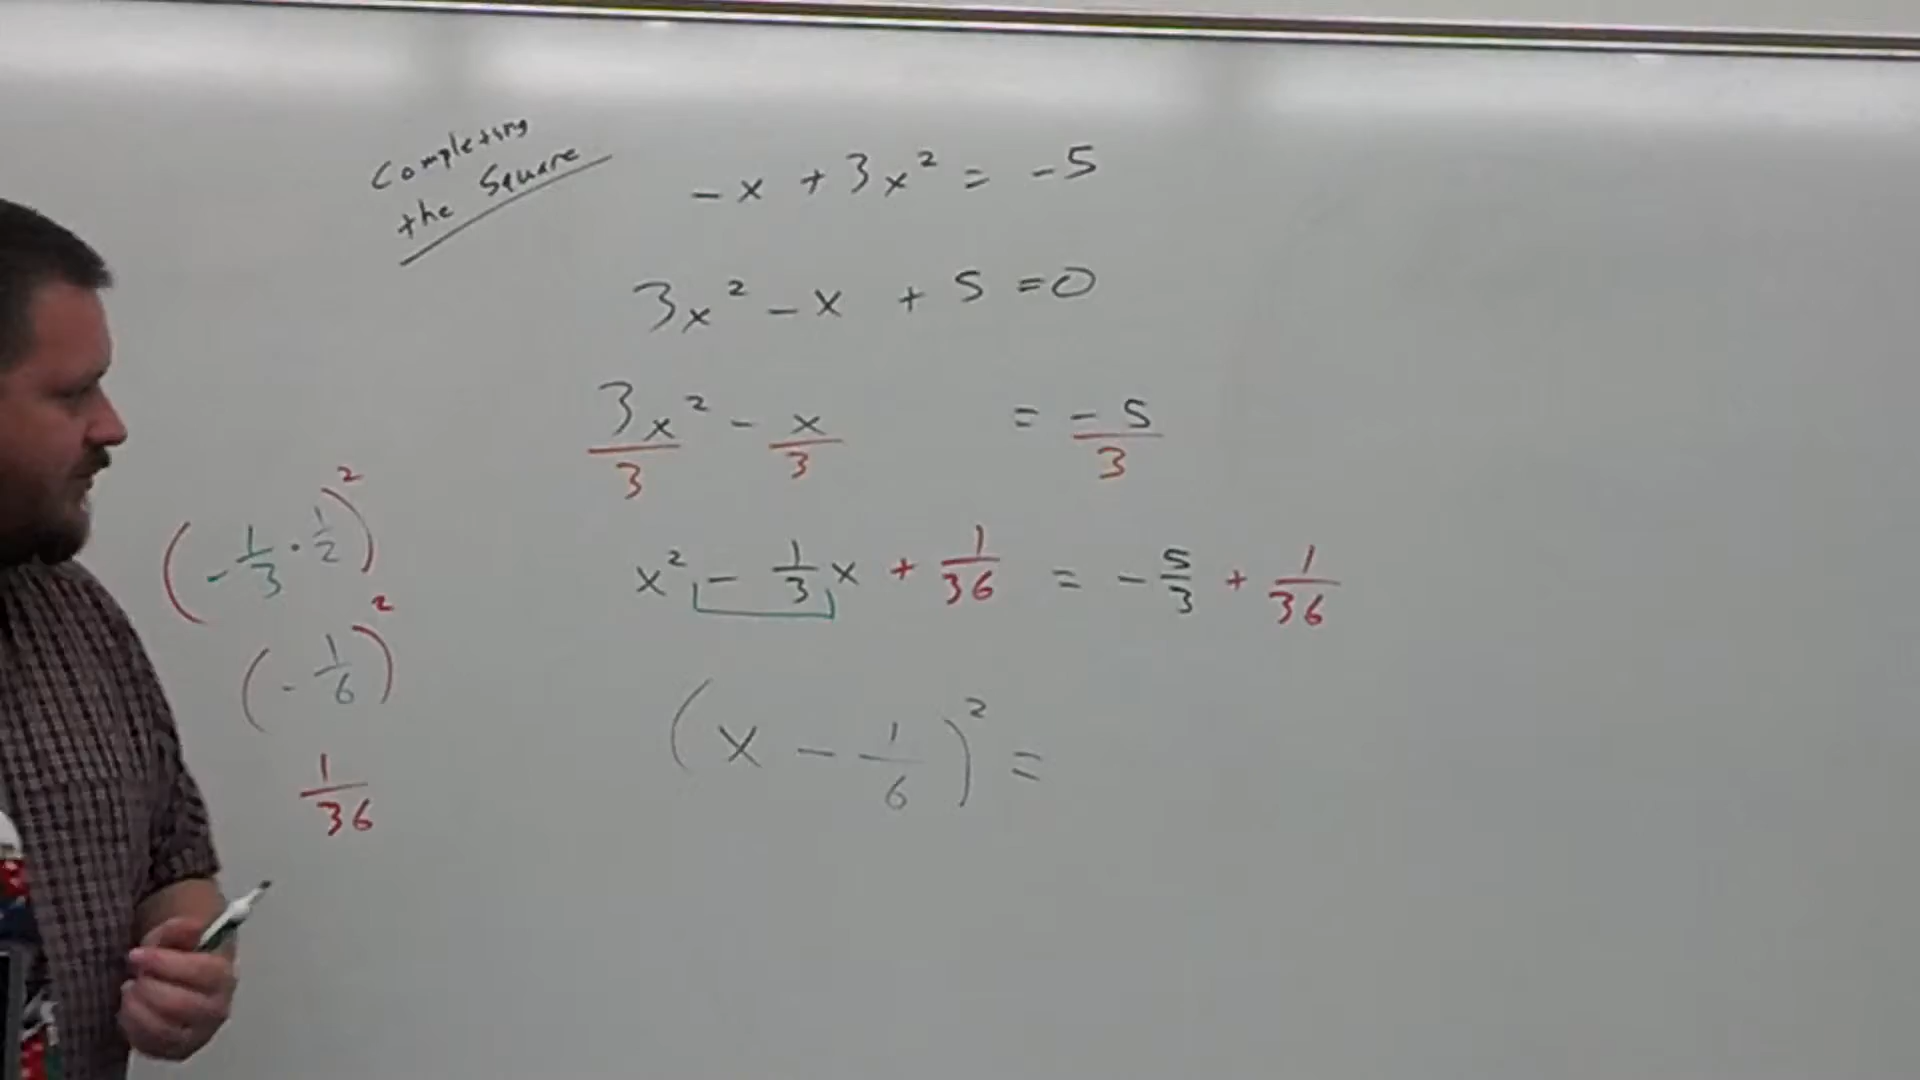 Completing
the Square
-x + 3x² = -5
3x² - x + 5 = 0
3x²/3 - x/3 = -5/3
x² - 1/3 x + 1/36 = -5/3 + 1/36
(x - 1/6)² =
(-1/3 · 1/2)²
(-1/6)²
1/36